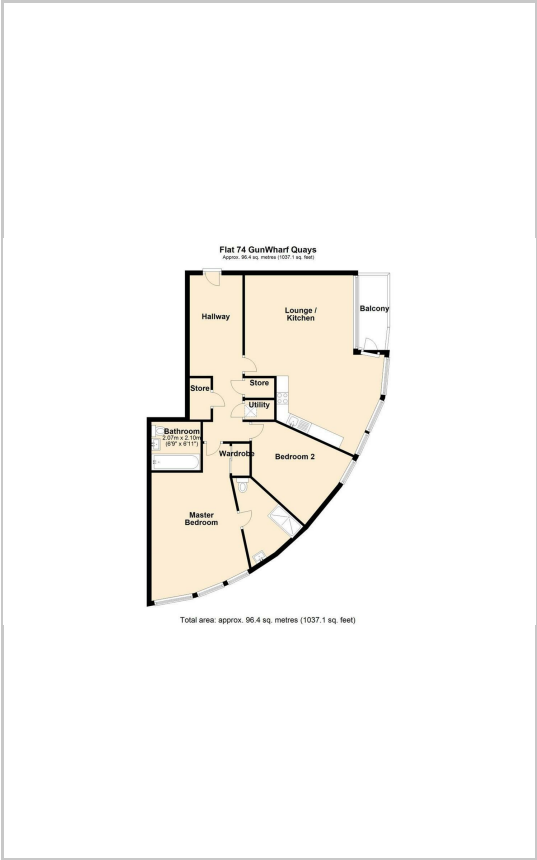 Flat 74 GunWharf Quays
Approx. 96.4 sq. metres (1037.1 sq. feet)
Hallway
Lounge /
Kitchen
Balcony
Store
Store
Utility
Bathroom
2.07m x 2.10m
(6'9" x 6'11")
Wardrobe
Bedroom 2
Master
Bedroom
Total area: approx. 96.4 sq. metres (1037.1 sq. feet)